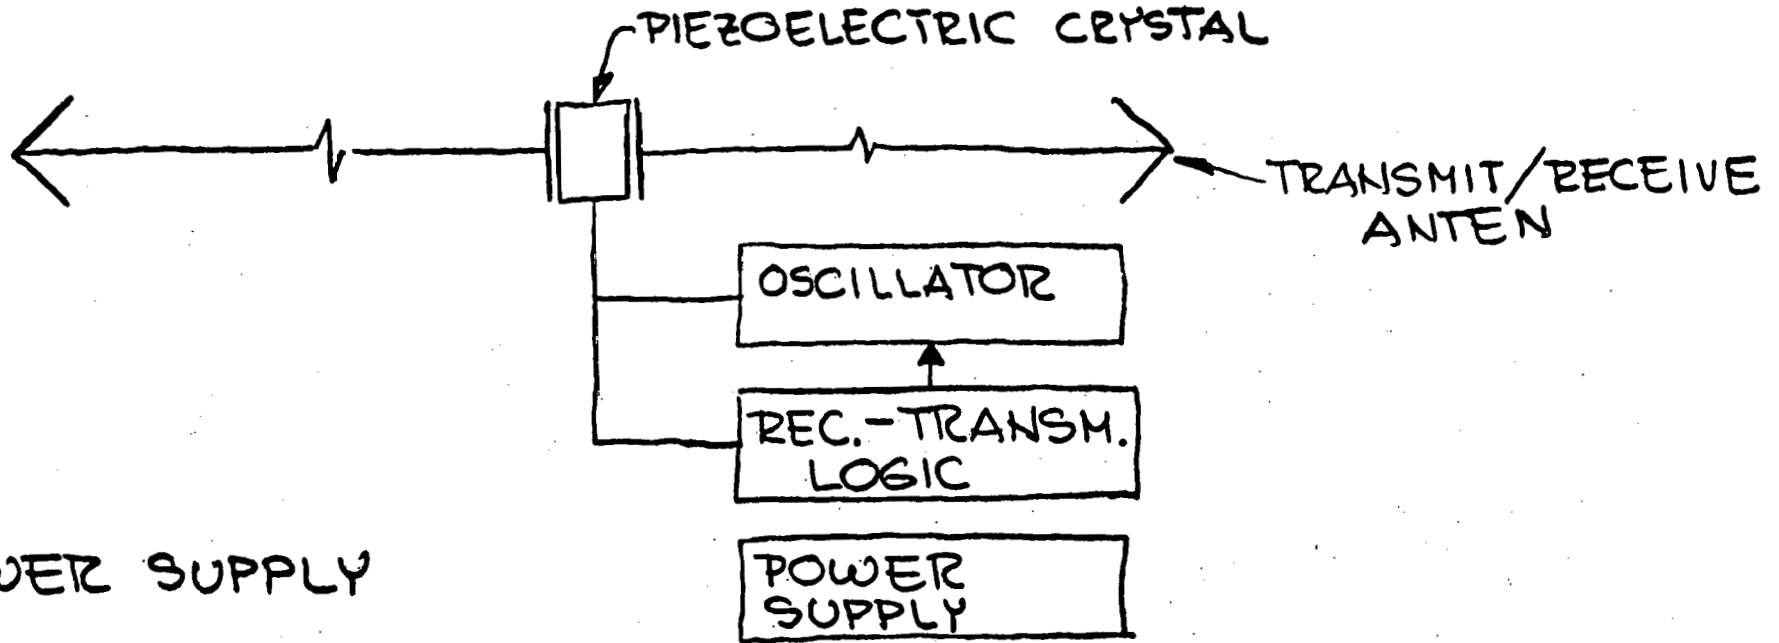 PIEZOELECTRIC CRYSTAL
TRANSMIT/RECEIVE
ANTEN
OSCILLATOR
REC.-TRANSM.
LOGIC
SUPPLY
POWER
SUPPLY